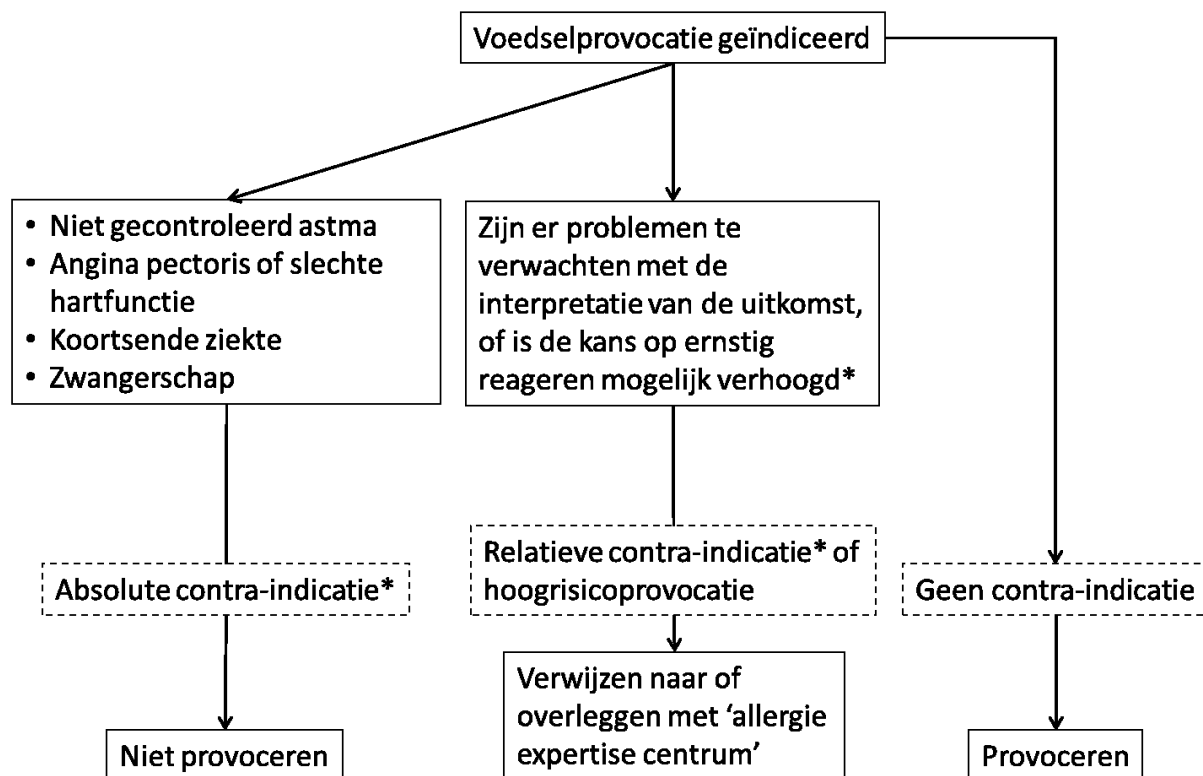 Voedselprovocatie geïndiceerd
• Niet gecontroleerd astma
• Angina pectoris of slechte
hartfunctie
• Koortsende ziekte
• Zwangerschap
Zijn er problemen te
verwachten met de
interpretatie van de uitkomst,
of is de kans op ernstig
reageren mogelijk verhoogd*
Absolute contra-indicatie*
Relatieve contra-indicatie* of
hoogrisicoprovocatie
Geen contra-indicatie
Niet provoceren
Verwijzen naar of
overleggen met ‘allergie
expertise centrum’
Provoceren